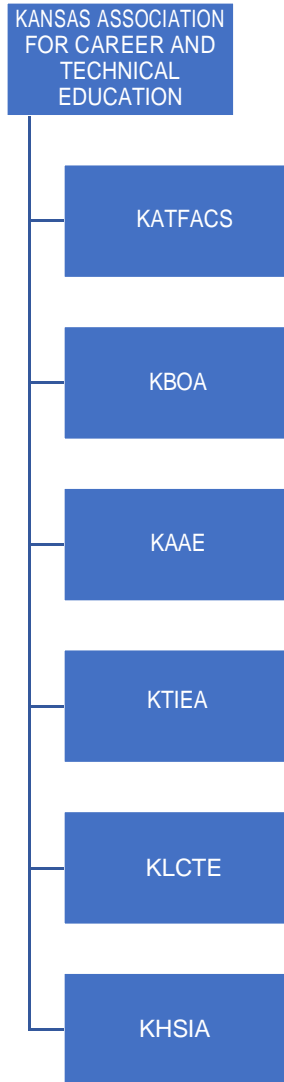 KANSAS ASSOCIATION
FOR CAREER AND
TECHNICAL
EDUCATION
KATFACS
KBOA
KAAE
KTIEA
KLCTE
KHSIA